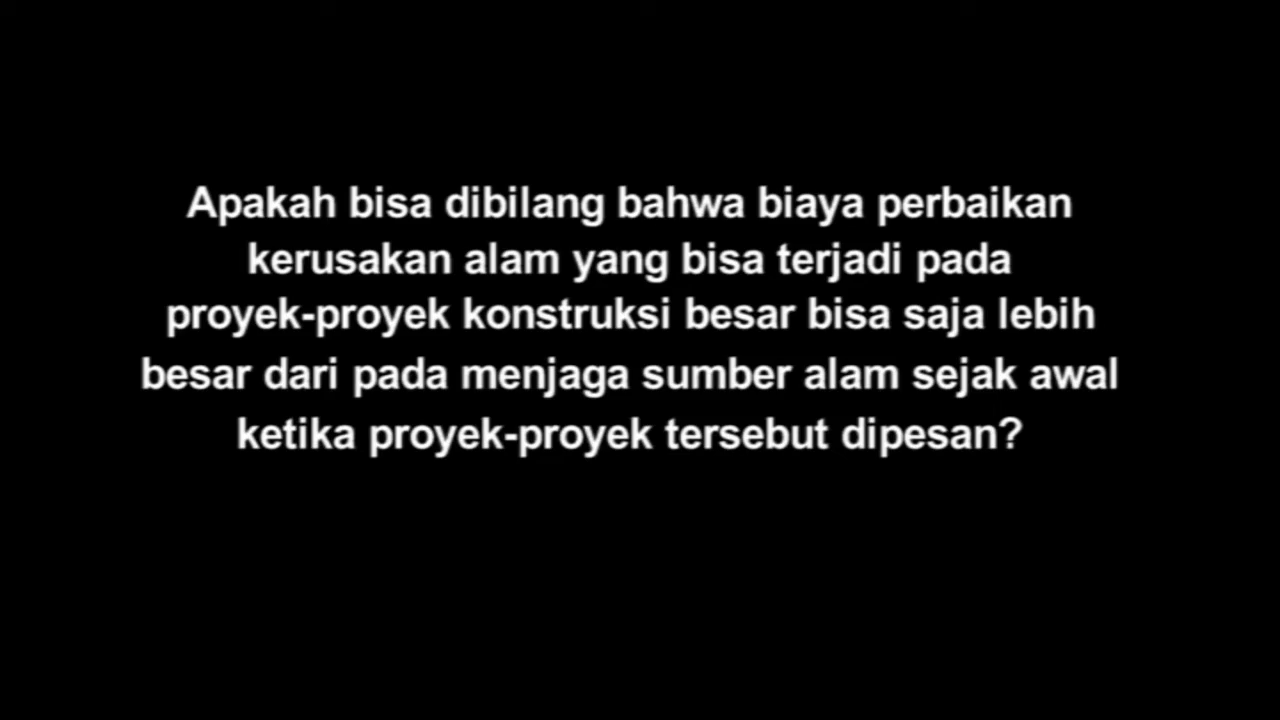 Apakah bisa dibilang bahwa biaya perbaikan
kerusakan alam yang bisa terjadi pada
proyek-proyek konstruksi besar bisa saja lebih
besar dari pada menjaga sumber alam sejak awal
ketika proyek-proyek tersebut dipesan?